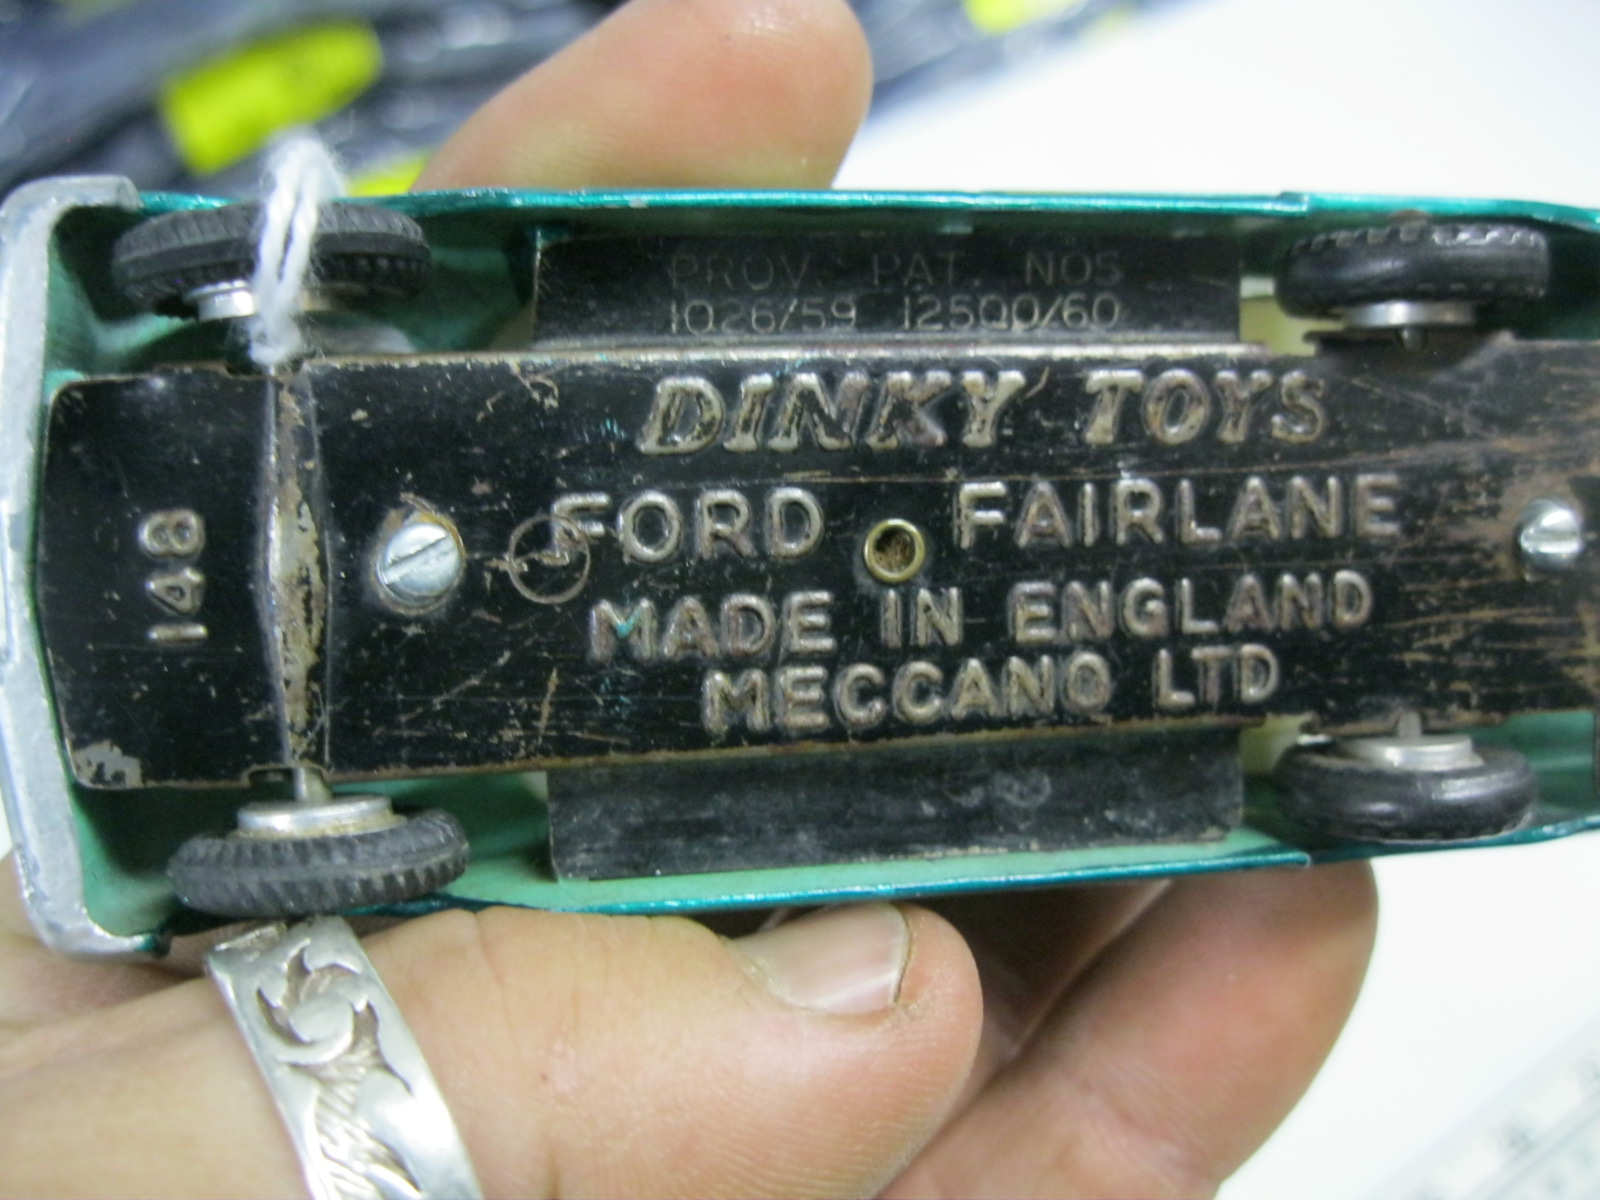 PROV PAT. NOS
1026/59 12500/60
DINKY TOYS
FORD FAIRLANE
MADE IN ENGLAND
MECCANO LTD
148